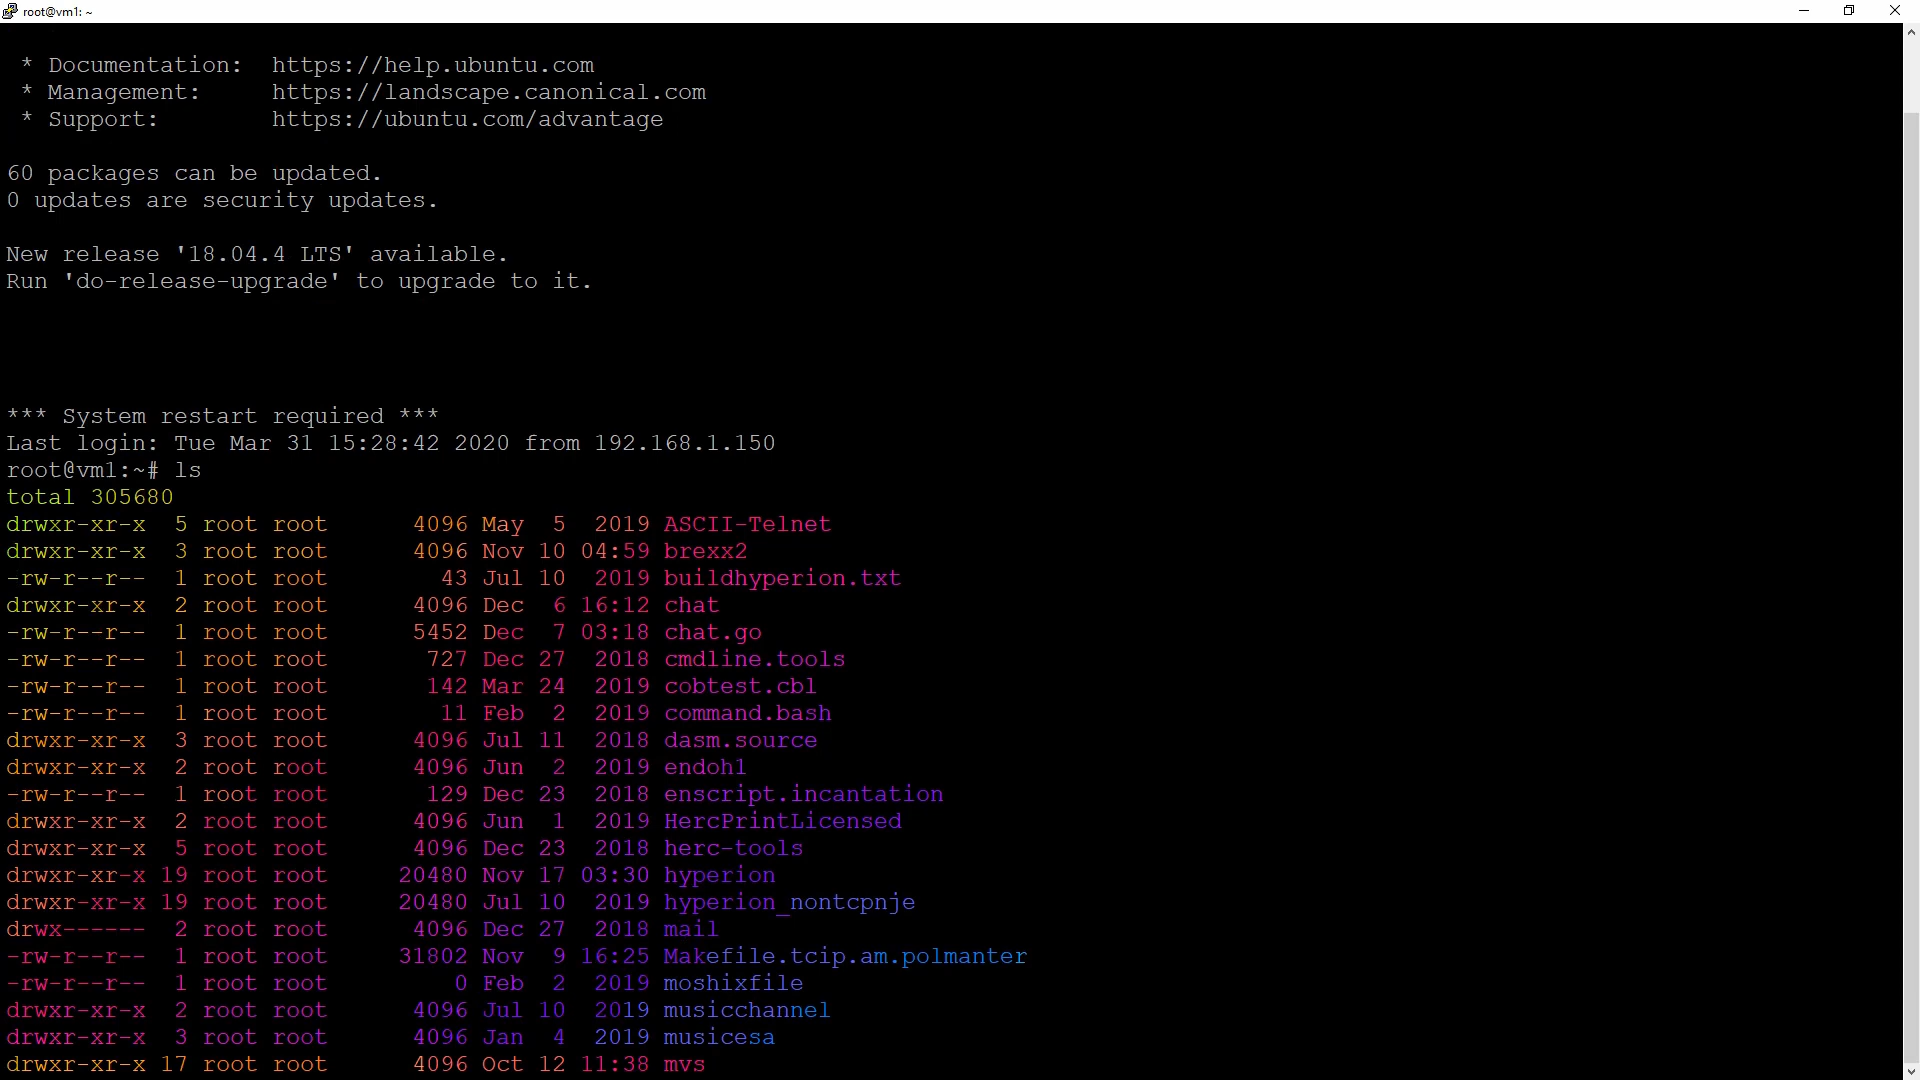 root@vm1: ~
 * Documentation:  https://help.ubuntu.com
 * Management:     https://landscape.canonical.com
 * Support:        https://ubuntu.com/advantage
60 packages can be updated.
0 updates are security updates.
New release '18.04.4 LTS' available.
Run 'do-release-upgrade' to upgrade to it.
*** System restart required ***
Last login: Tue Mar 31 15:28:42 2020 from 192.168.1.150
root@vm1:~# ls
total 305680
drwxr-xr-x  5 root root      4096 May  5  2019 ASCII-Telnet
drwxr-xr-x  3 root root      4096 Nov 10 04:59 brexx2
-rw-r--r--  1 root root        43 Jul 10  2019 buildhyperion.txt
drwxr-xr-x  2 root root      4096 Dec  6 16:12 chat
-rw-r--r--  1 root root      5452 Dec  7 03:18 chat.go
-rw-r--r--  1 root root       727 Dec 27  2018 cmdline.tools
-rw-r--r--  1 root root       142 Mar 24  2019 cobtest.cbl
-rw-r--r--  1 root root        11 Feb  2  2019 command.bash
drwxr-xr-x  3 root root      4096 Jul 11  2018 dasm.source
drwxr-xr-x  2 root root      4096 Jun  2  2019 endoh1
-rw-r--r--  1 root root       129 Dec 23  2018 enscript.incantation
drwxr-xr-x  2 root root      4096 Jun  1  2019 HercPrintLicensed
drwxr-xr-x  5 root root      4096 Dec 23  2018 herc-tools
drwxr-xr-x 19 root root     20480 Nov 17 03:30 hyperion
drwxr-xr-x 19 root root     20480 Jul 10  2019 hyperion_nontcpnje
drwx------  2 root root      4096 Dec 27  2018 mail
-rw-r--r--  1 root root     31802 Nov  9 16:25 Makefile.tcip.am.polmanter
-rw-r--r--  1 root root         0 Feb  2  2019 moshixfile
drwxr-xr-x  2 root root      4096 Jul 10  2019 musicchannel
drwxr-xr-x  3 root root      4096 Jan  4  2019 musicesa
drwxr-xr-x 17 root root      4096 Oct 12 11:38 mvs